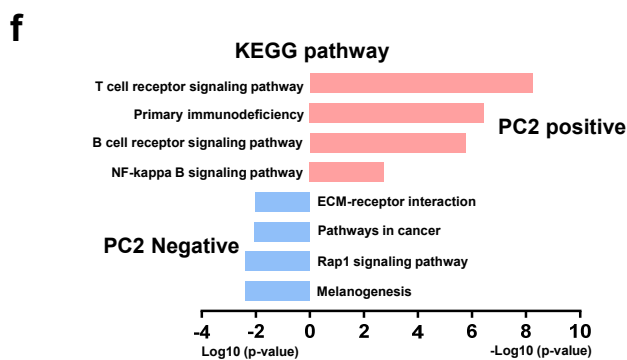 f
KEGG pathway
T cell receptor signaling pathway
Primary immunodeficiency
PC2 positive
B cell receptor signaling pathway
NF-kappa B signaling pathway
ECM-receptor interaction
Pathways in cancer
PC2 Negative
Rap1 signaling pathway
Melanogenesis
-4 -2 0 2 4 6 8 10
Log10 (p-value) -Log10 (p-value)